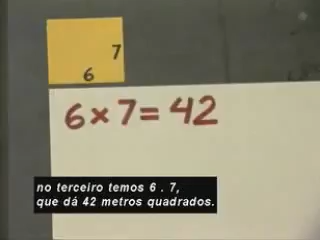 7
6
6 × 7 = 42
no terceiro temos 6 . 7,
que dá 42 metros quadrados.